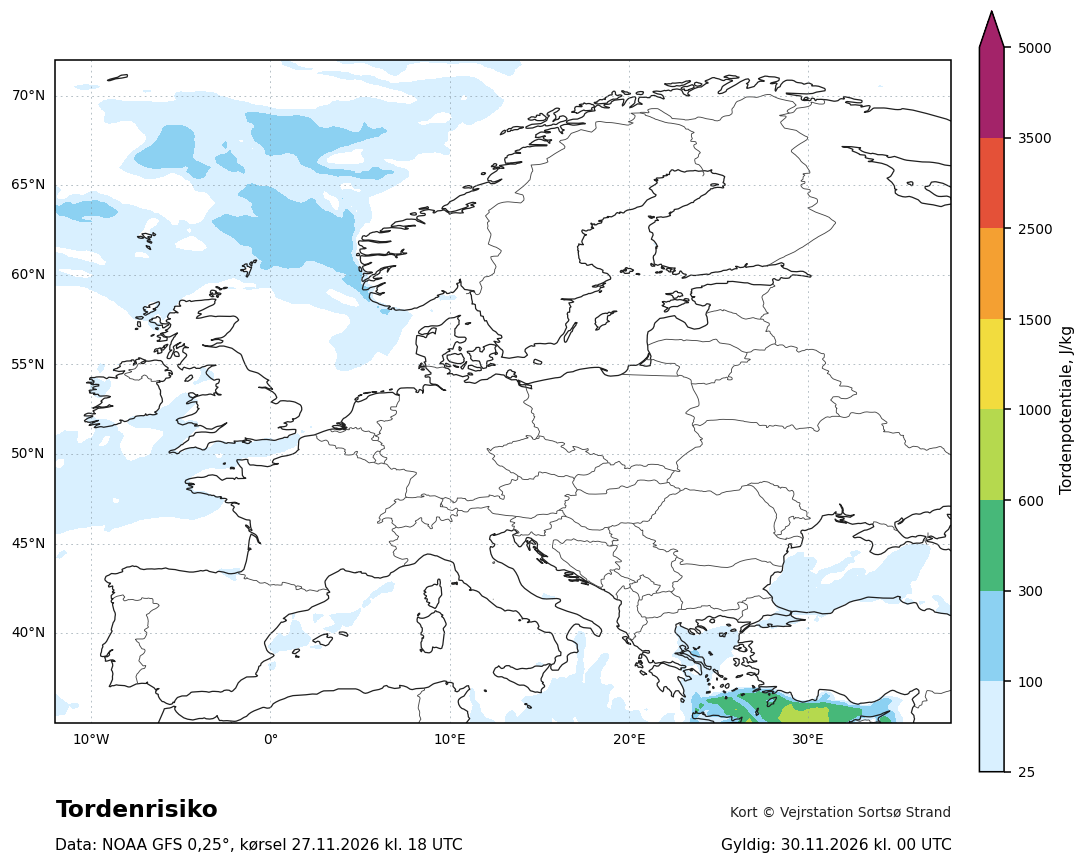 5000
3500
2500
1500
1000
600
300
100
25
Tordenpotentiale, J/kg
70°N
65°N
60°N
55°N
50°N
45°N
40°N
10°W
0°
10°E
20°E
30°E
Tordenrisiko
Kort © Vejrstation Sortsø Strand
Data: NOAA GFS 0,25°, kørsel 27.11.2026 kl. 18 UTC
Gyldig: 30.11.2026 kl. 00 UTC